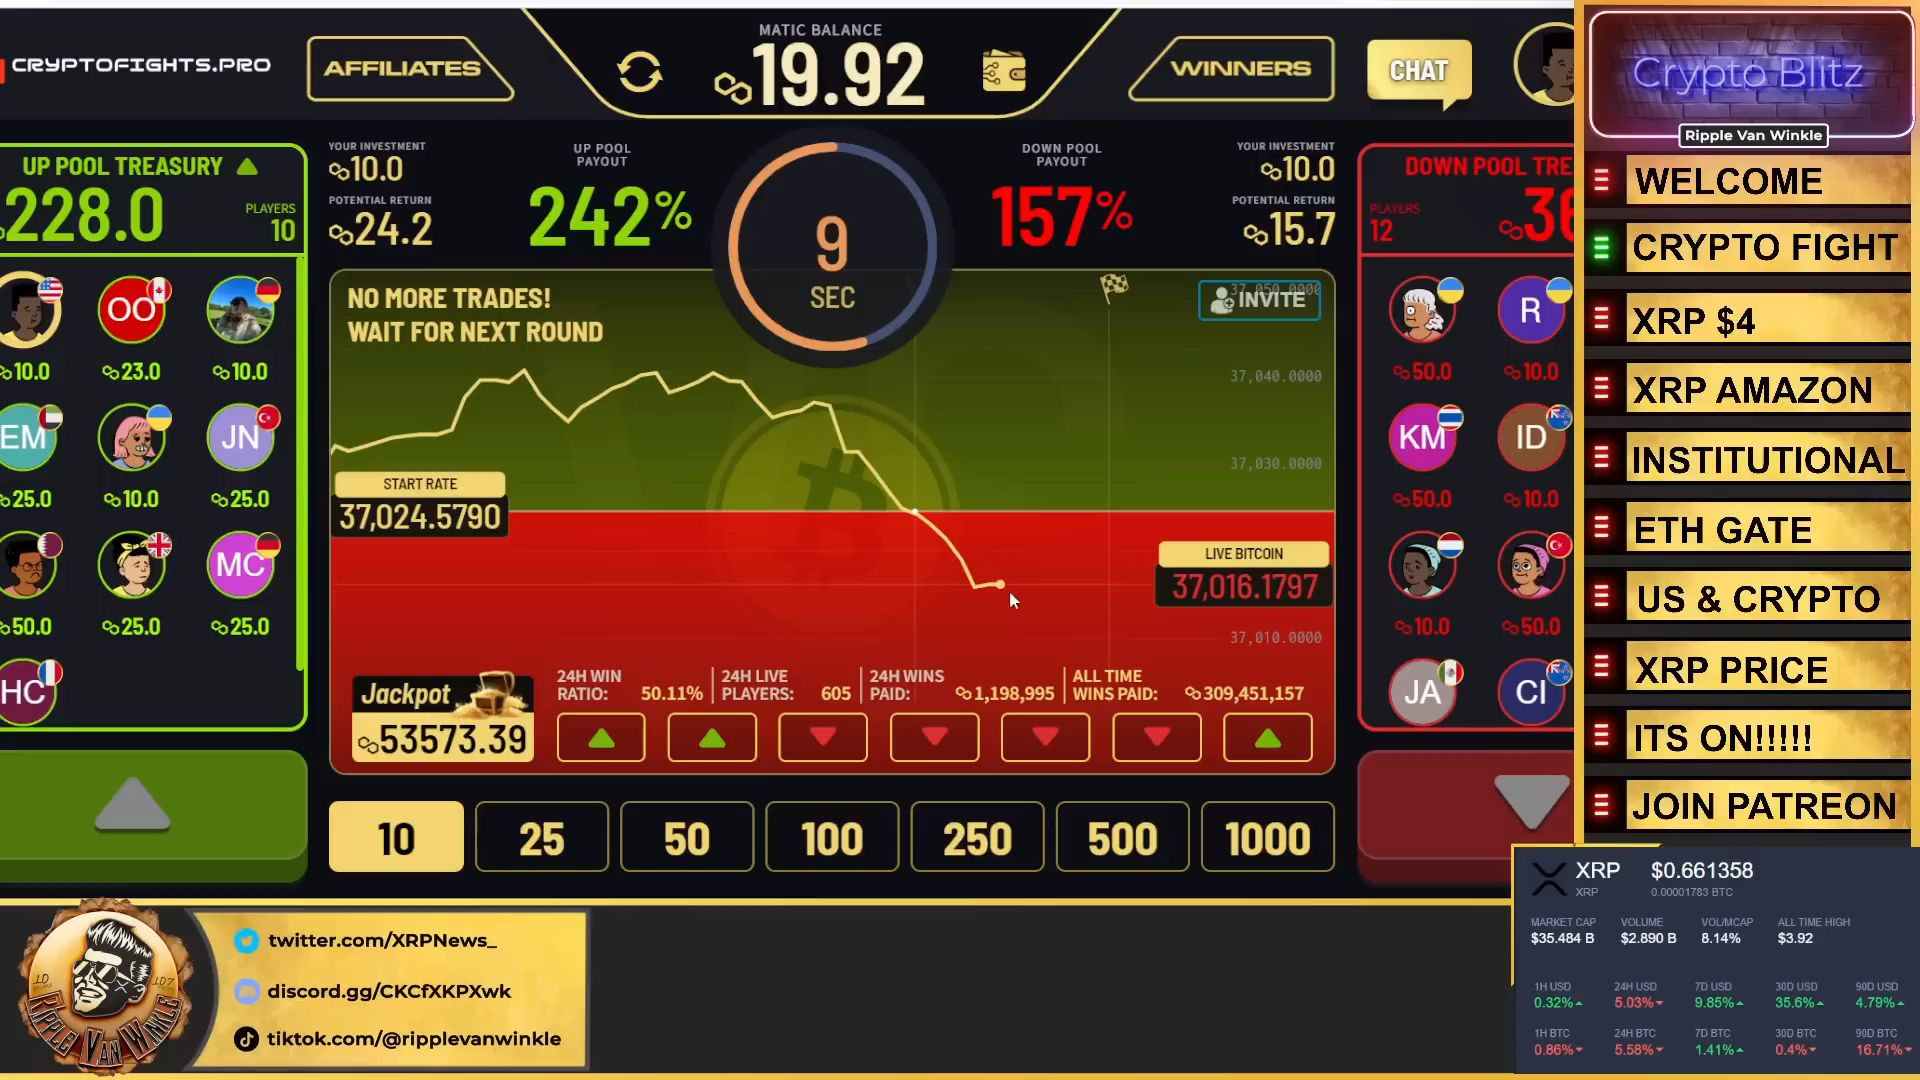 CRYPTOFIGHTS.PRO
AFFILIATES
MATIC BALANCE
19.92
WINNERS
CHAT
Crypto Blitz
Ripple Van Winkle
UP POOL TREASURY
228.0
PLAYERS
10
YOUR INVESTMENT
10.0
POTENTIAL RETURN
24.2
UP POOL
PAYOUT
242%
9
SEC
DOWN POOL
PAYOUT
157%
YOUR INVESTMENT
10.0
POTENTIAL RETURN
15.7
DOWN POOL TRE
PLAYERS
12
36
NO MORE TRADES!
WAIT FOR NEXT ROUND
INVITE
37,050.0000
37,040.0000
37,030.0000
37,010.0000
START RATE
37,024.5790
LIVE BITCOIN
37,016.1797
OO
10.0
23.0
10.0
EM
JN
25.0
10.0
25.0
MC
50.0
25.0
25.0
HC
R
50.0
10.0
KM
ID
50.0
10.0
10.0
50.0
JA
CI
Jackpot
53573.39
24H WIN
RATIO: 50.11%
24H LIVE
PLAYERS: 605
24H WINS
PAID: 1,198,995
ALL TIME
WINS PAID: 309,451,157
10
25
50
100
250
500
1000
WELCOME
CRYPTO FIGHT
XRP $4
XRP AMAZON
INSTITUTIONAL
ETH GATE
US & CRYPTO
XRP PRICE
ITS ON!!!!!
JOIN PATREON
RIPPLE VAN WINKLE
twitter.com/XRPNews_
discord.gg/CKCfXKPXwk
tiktok.com/@ripplevanwinkle
XRP $0.661358
XRP 0.00001783 BTC
MARKET CAP VOLUME VOL/MCAP ALL TIME HIGH
$35.484 B $2.890 B 8.14% $3.92
1H USD 24H USD 7D USD 30D USD 90D USD
0.32% 5.03% 9.85% 35.6% 4.79%
1H BTC 24H BTC 7D BTC 30D BTC 90D BTC
0.86% 5.58% 1.41% 0.4% 16.71%